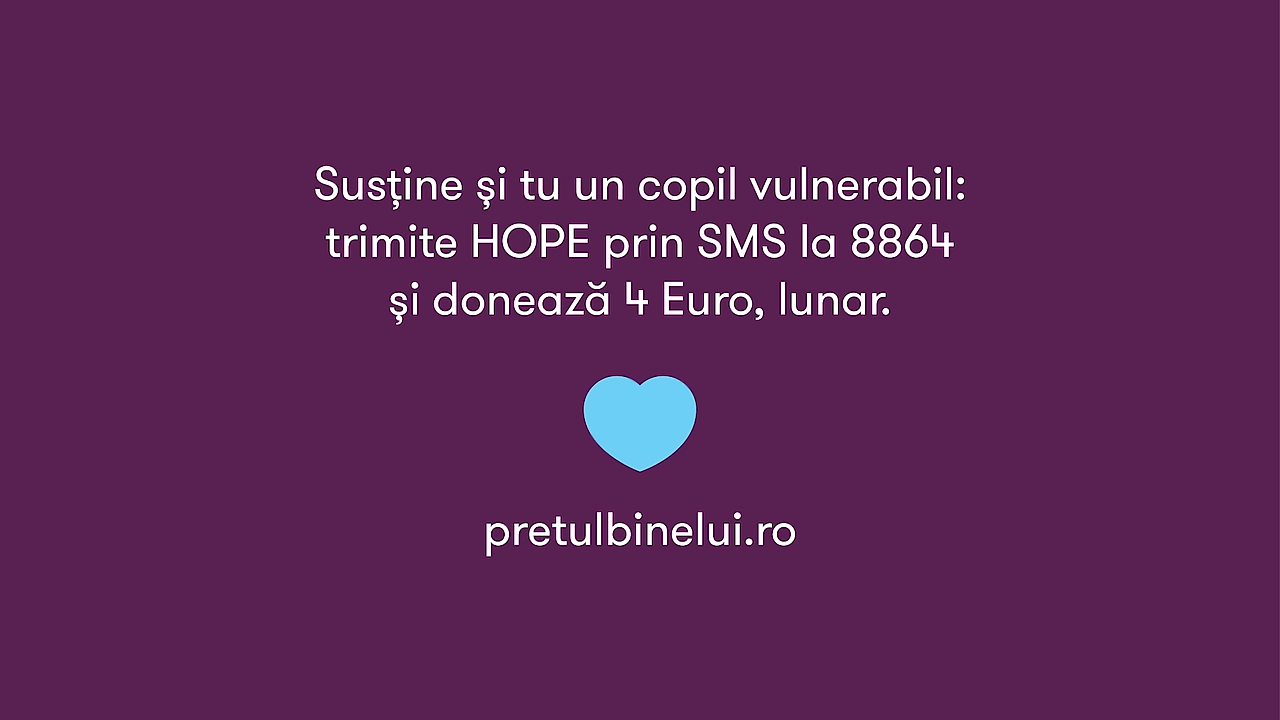 Susține și tu un copil vulnerabil:
trimite HOPE prin SMS la 8864
și donează 4 Euro, lunar.
pretulbinelui.ro